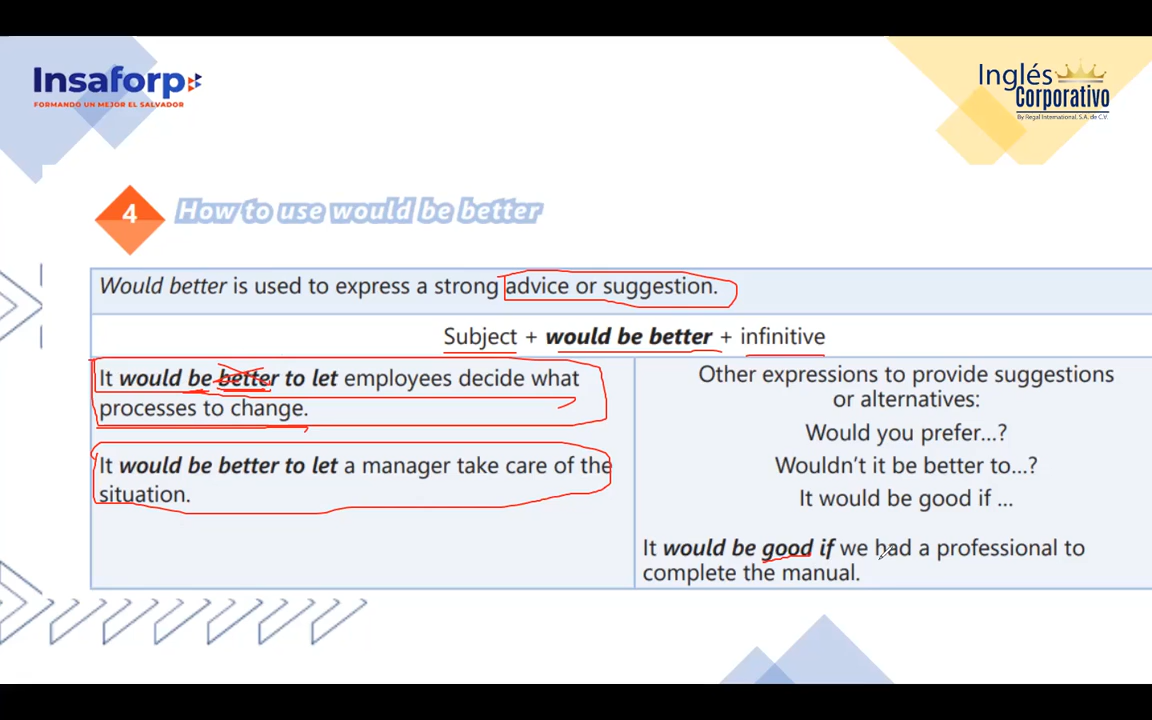 Insaforp
FORMANDO UN MEJOR EL SALVADOR
Inglés
Corporativo
By Regal International, S.A. de C.V.
4
How to use would be better
Would better is used to express a strong advice or suggestion.
Subject + would be better + infinitive
It would be better to let employees decide what
processes to change.
It would be better to let a manager take care of the
situation.
Other expressions to provide suggestions
or alternatives:
Would you prefer...?
Wouldn't it be better to...?
It would be good if ...
It would be good if we had a professional to
complete the manual.